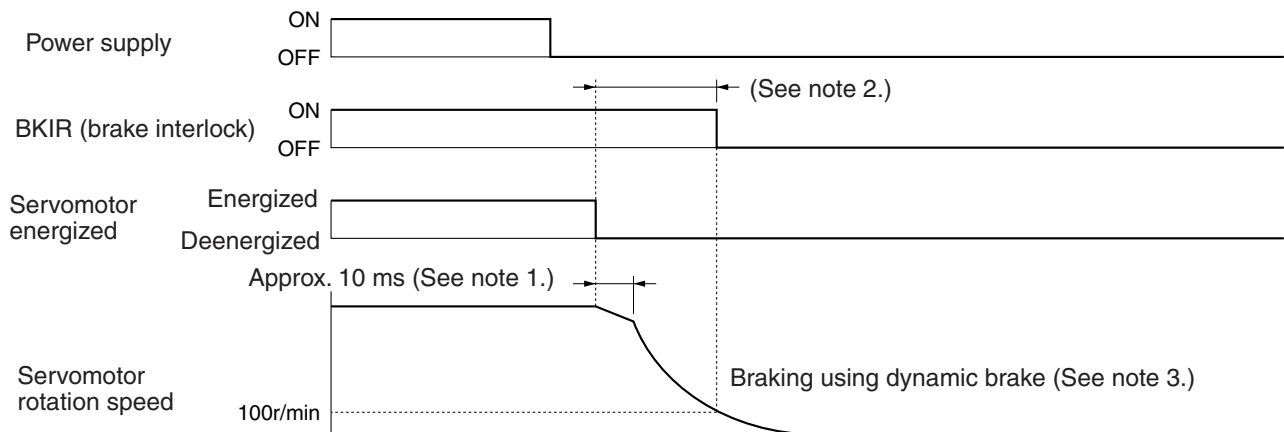 Power supply
ON
OFF
(See note 2.)
BKIR (brake interlock)
ON
OFF
Servomotor
energized
Energized
Deenergized
Approx. 10 ms (See note 1.)
Servomotor
rotation speed
100r/min
Braking using dynamic brake (See note 3.)